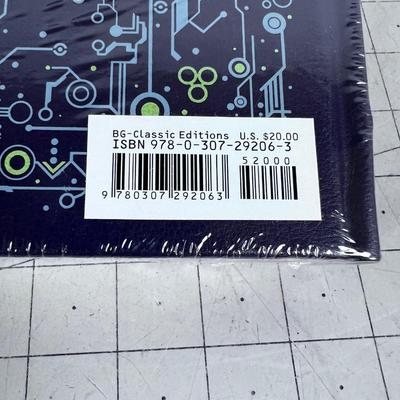 BG-Classic Editions U.S. $20.00
ISBN 978-0-307-29206-3
52000
9 780307 292063